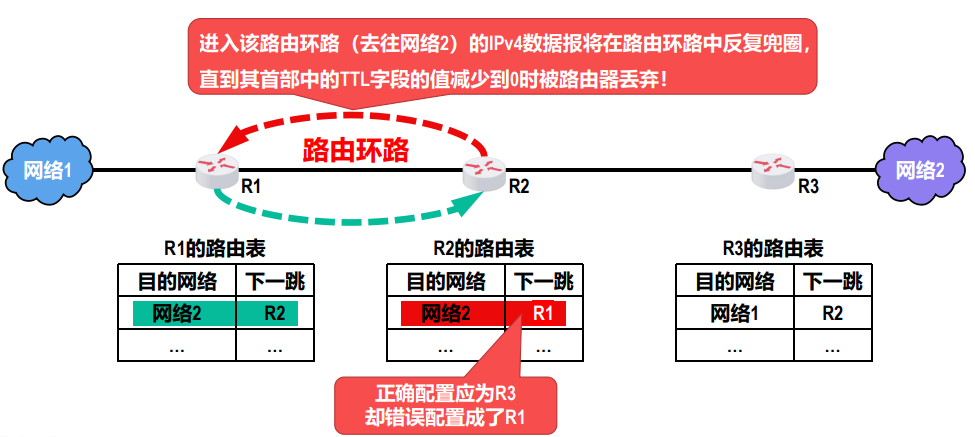 进入该路由环路（去往网络2）的IPv4数据报将在路由环路中反复兜圈，
直到其首部中的TTL字段的值减少到0时被路由器丢弃！
路由环路
网络1
R1
R2
R3
网络2
R1的路由表
目的网络 下一跳
网络2 R2
... ...
R2的路由表
目的网络 下一跳
网络2 R1
... ...
R3的路由表
目的网络 下一跳
网络1 R2
... ...
正确配置应为R3
却错误配置成了R1